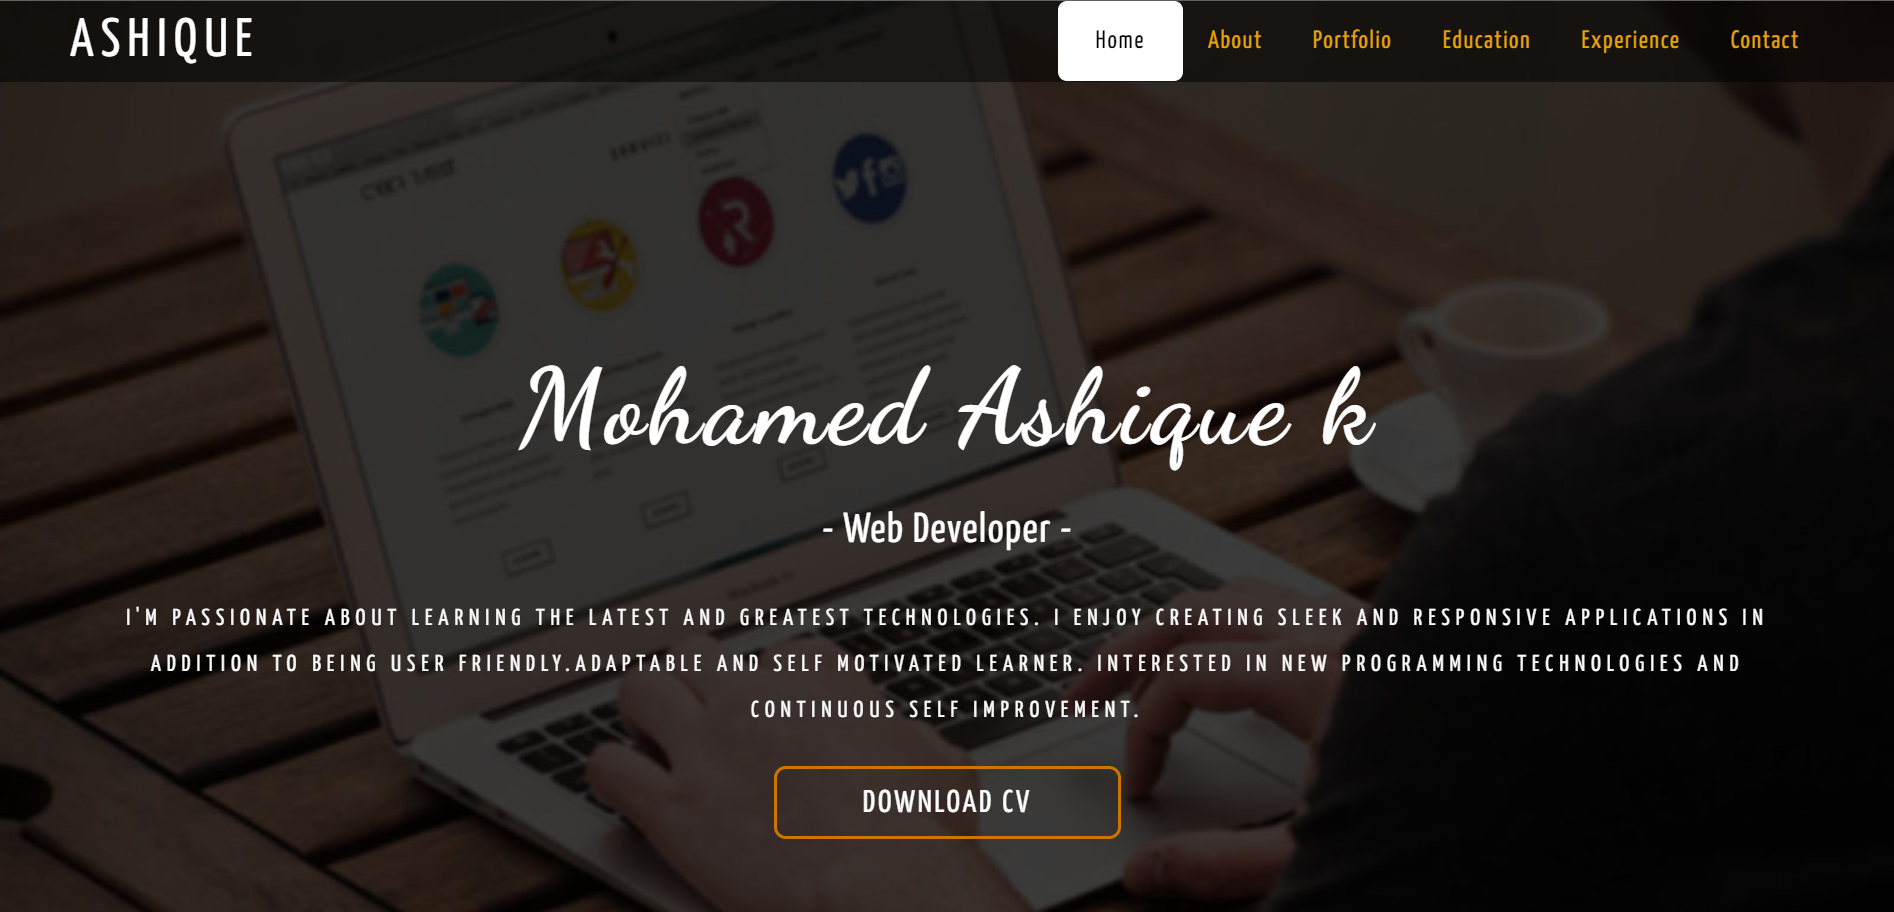 ASHIQUE
Home About Portfolio Education Experience Contact
SERVIZI
Mohamed Ashique k
- Web Developer -
I'M PASSIONATE ABOUT LEARNING THE LATEST AND GREATEST TECHNOLOGIES. I ENJOY CREATING SLEEK AND RESPONSIVE APPLICATIONS IN
ADDITION TO BEING USER FRIENDLY.ADAPTABLE AND SELF MOTIVATED LEARNER. INTERESTED IN NEW PROGRAMMING TECHNOLOGIES AND
CONTINUOUS SELF IMPROVEMENT.
DOWNLOAD CV